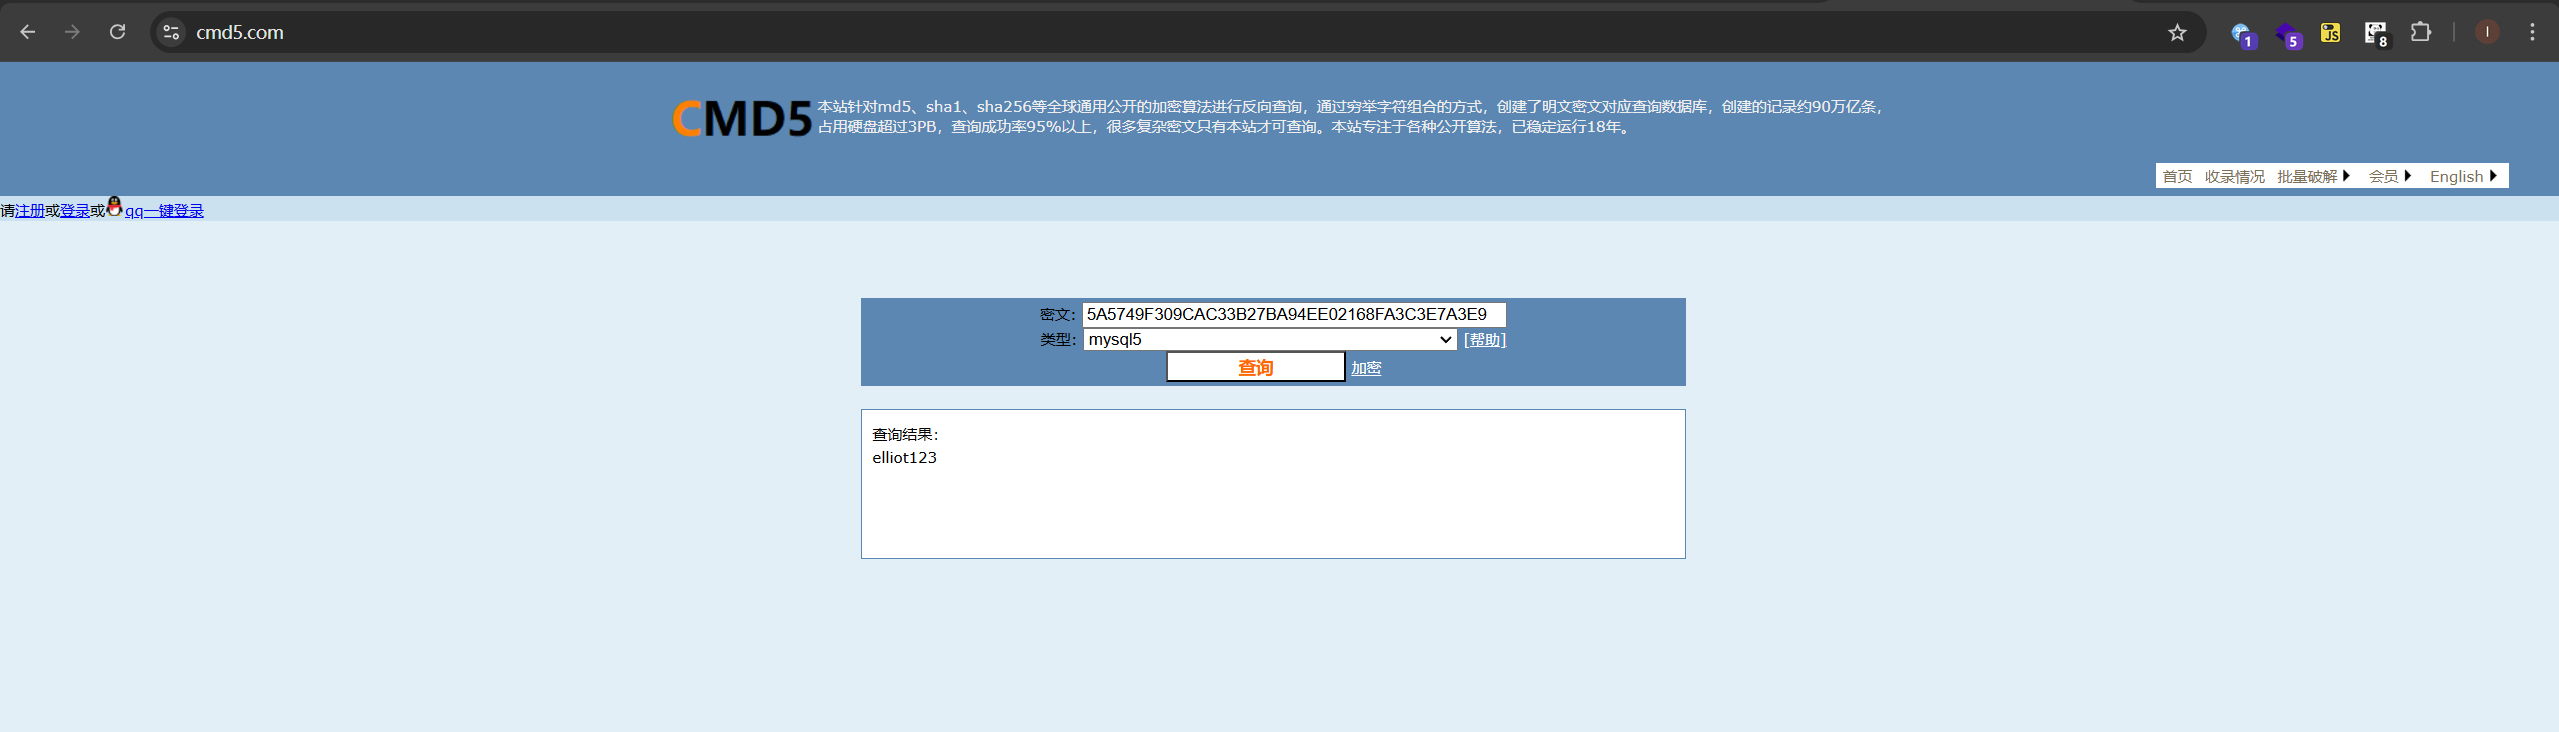 cmd5.com
1
5
JS
8
I
CMD5
本站针对md5、sha1、sha256等全球通用公开的加密算法进行反向查询，通过穷举字符组合的方式，创建了明文密文对应查询数据库，创建的记录约90万亿条，
占用硬盘超过3PB，查询成功率95%以上，很多复杂密文只有本站才可查询。本站专注于各种公开算法，已稳定运行18年。
首页 收录情况 批量破解 会员 English
请注册或登录或qq一键登录
密文： 5A5749F309CAC33B27BA94EE02168FA3C3E7A3E9
类型： mysql5 [帮助]
查询 加密
查询结果：
elliot123